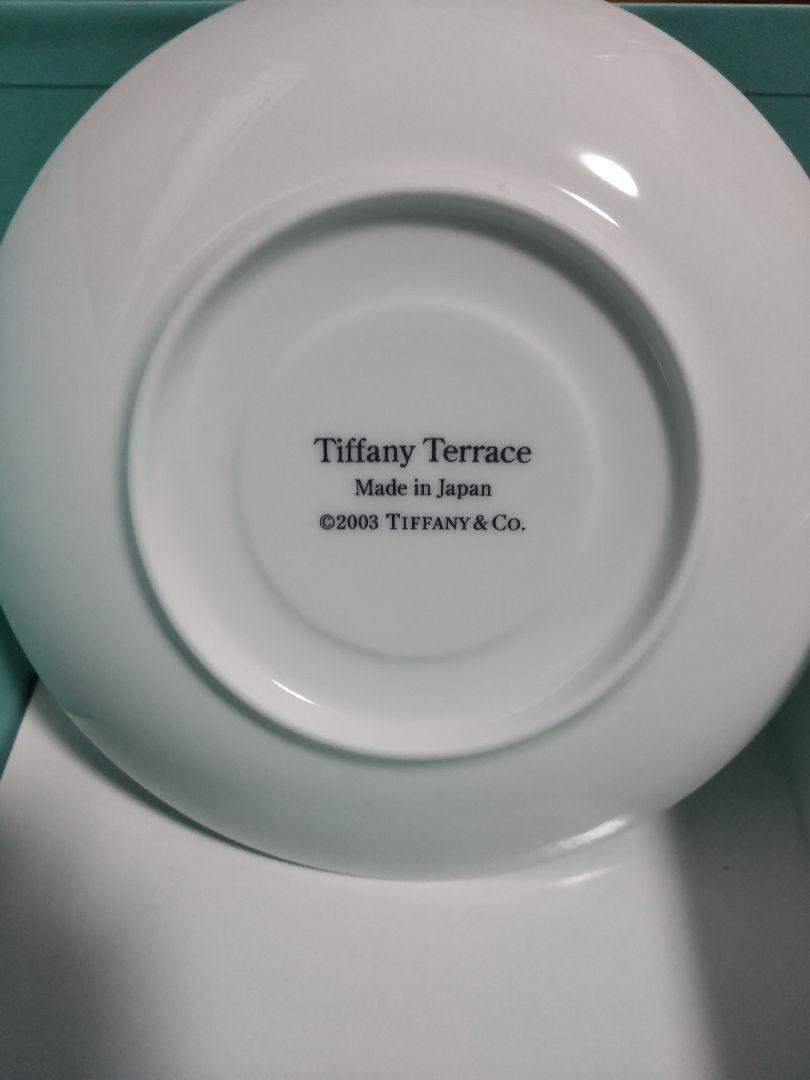 Tiffany Terrace
Made in Japan
©2003 TIFFANY & CO.